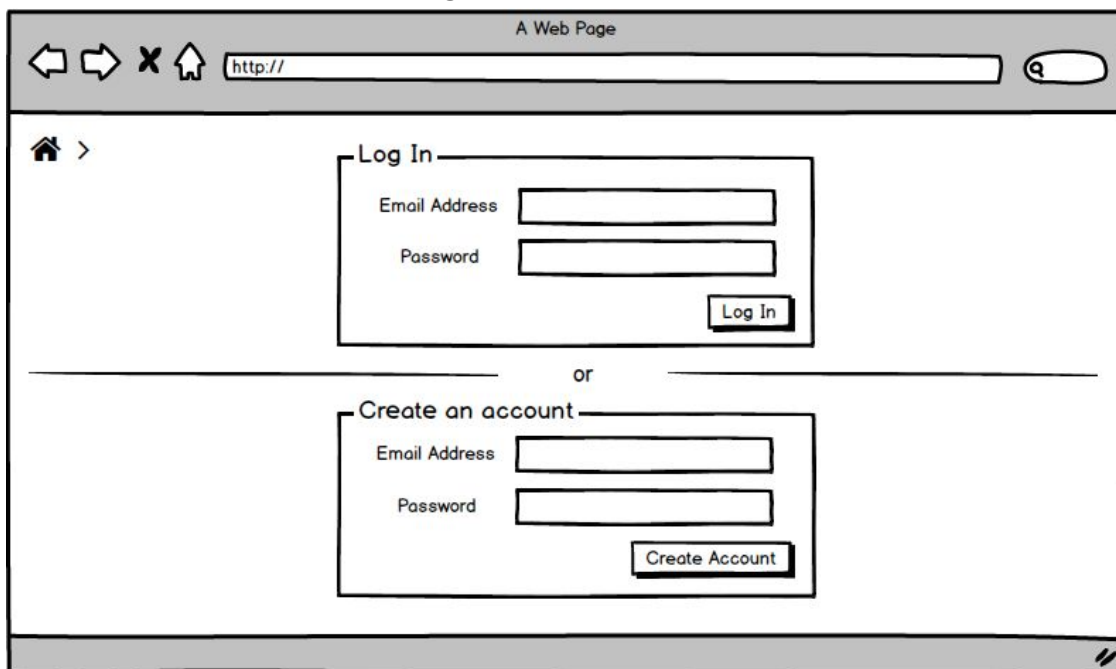 A Web Page
http://
>
Log In
Email Address
Password
Log In
or
Create an account
Email Address
Password
Create Account